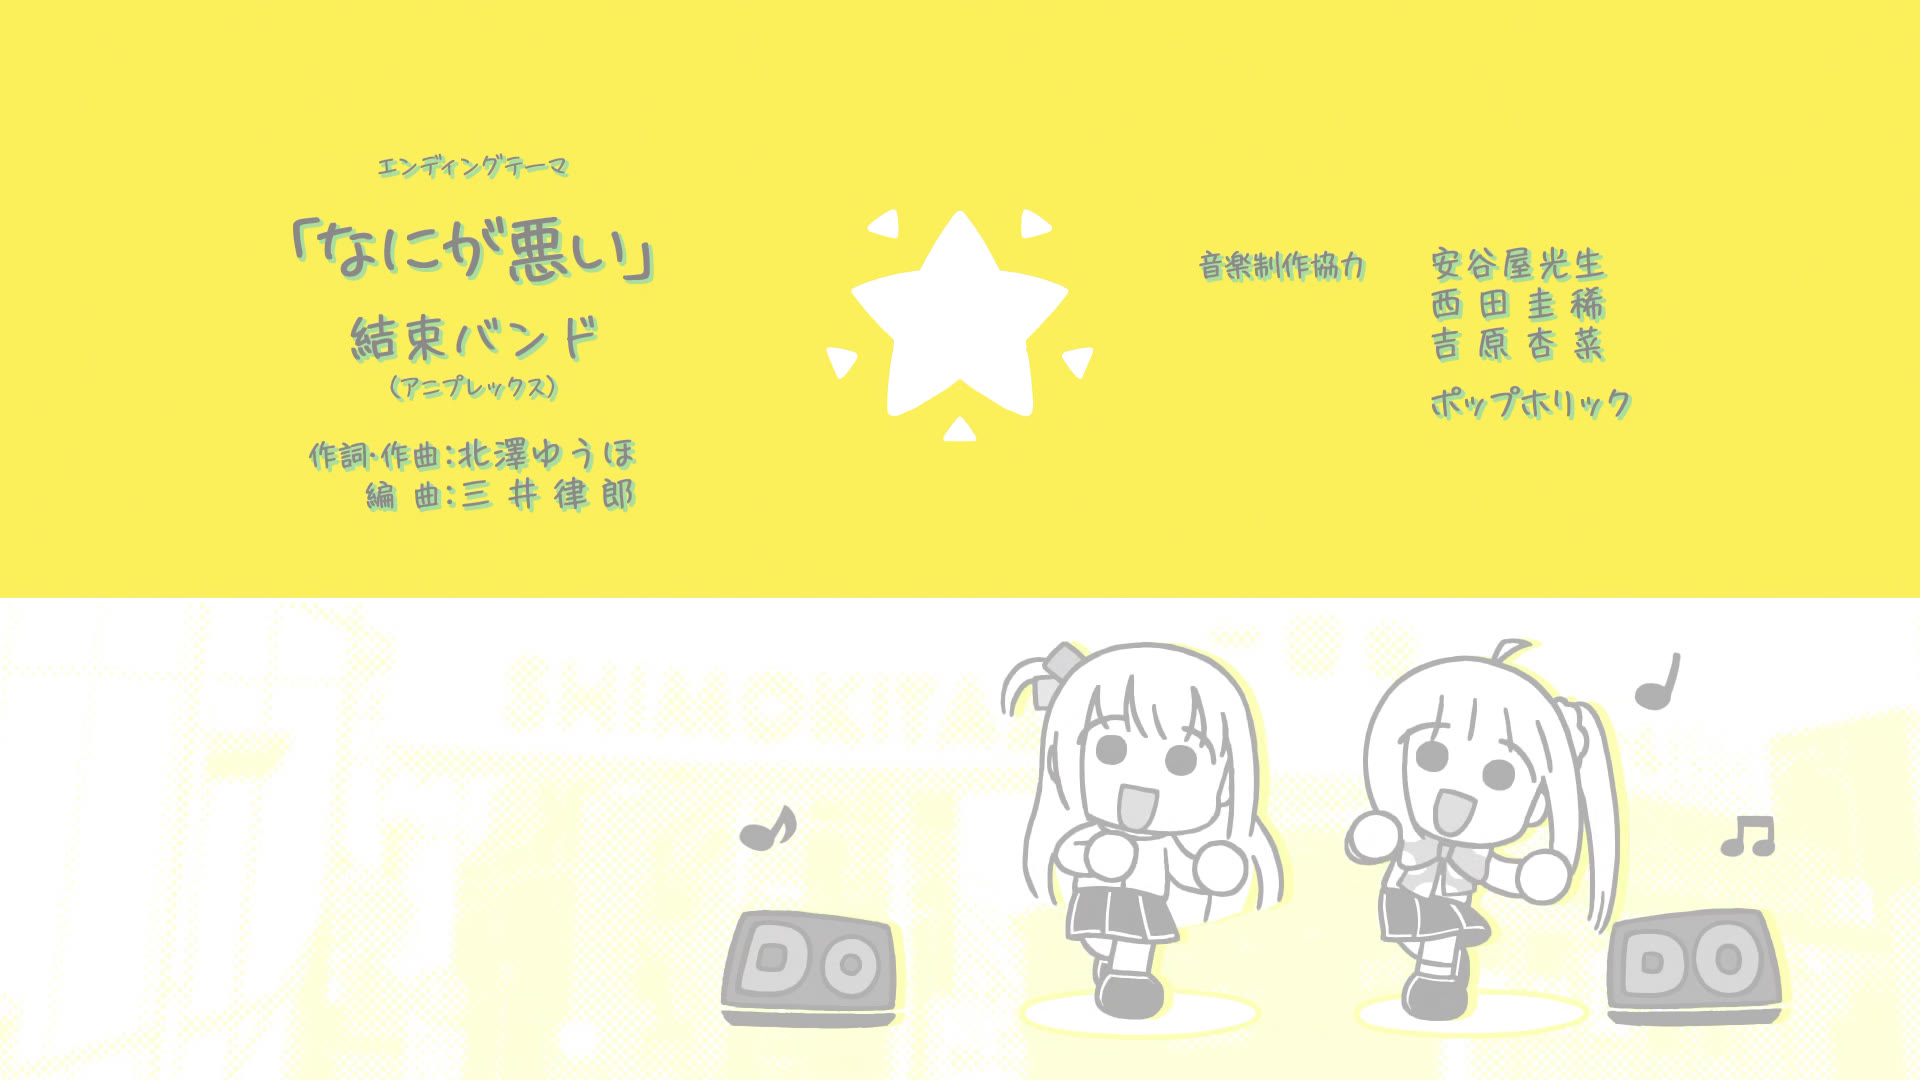 エンディングテーマ
「なにが悪い」
結束バンド
(アニプレックス)
作詞・作曲:北澤ゆうほ
編 曲:三井律郎
音楽制作協力
安谷屋光生
西田圭稀
吉原杏菜
ポップホリック
SHIMOKITA